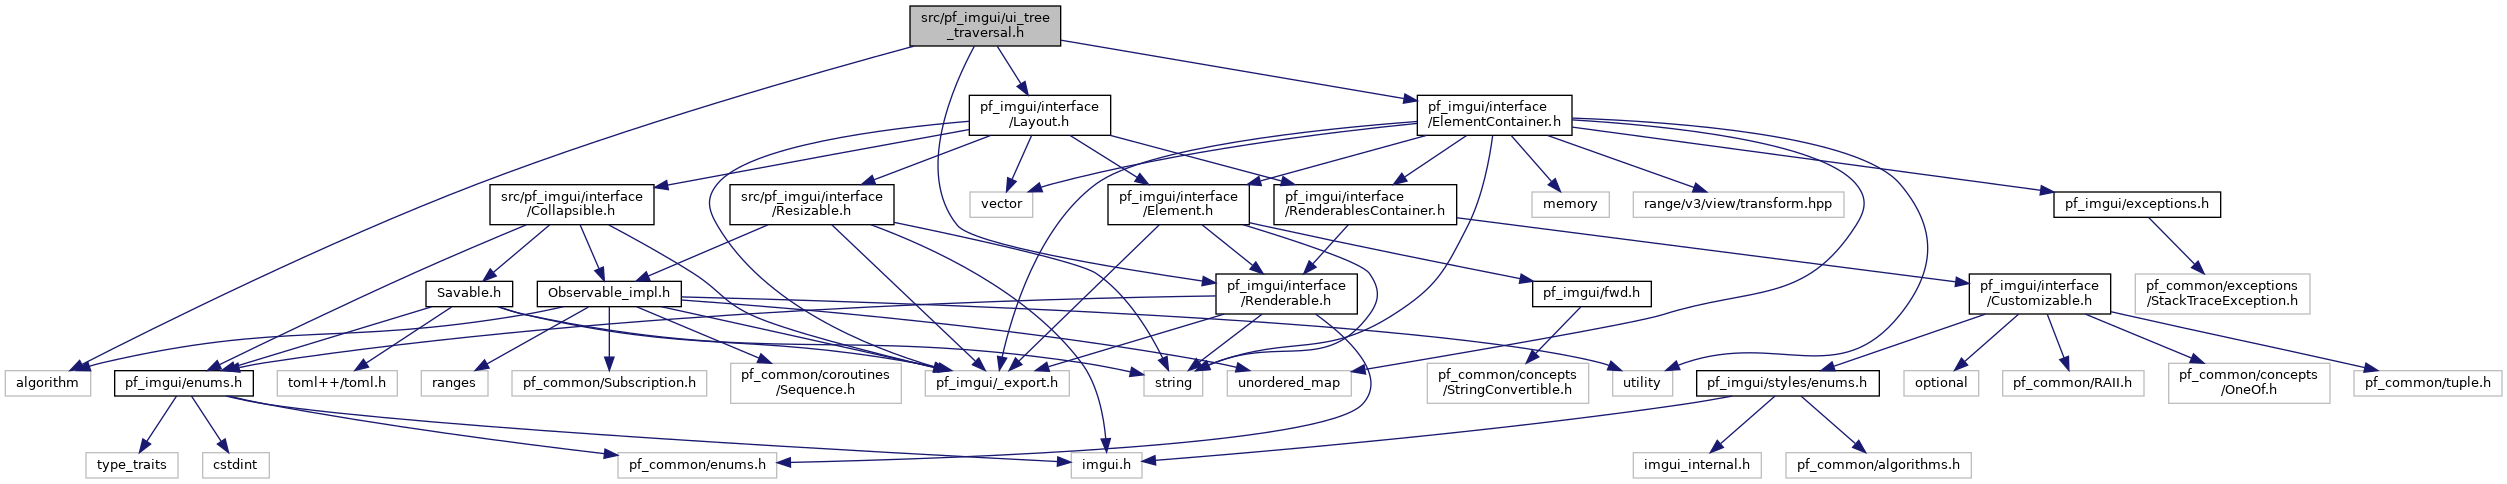 src/pf_imgui/ui_tree
_traversal.h
pf_imgui/interface
/Layout.h
pf_imgui/interface
/ElementContainer.h
src/pf_imgui/interface
/Collapsible.h
src/pf_imgui/interface
/Resizable.h
vector
pf_imgui/interface
/Element.h
pf_imgui/interface
/RenderablesContainer.h
memory
range/v3/view/transform.hpp
pf_imgui/exceptions.h
Savable.h
Observable_impl.h
pf_imgui/interface
/Renderable.h
pf_imgui/fwd.h
pf_imgui/interface
/Customizable.h
pf_common/exceptions
/StackTraceException.h
algorithm
pf_imgui/enums.h
toml++/toml.h
ranges
pf_common/Subscription.h
pf_common/coroutines
/Sequence.h
pf_imgui/_export.h
string
unordered_map
pf_common/concepts
/StringConvertible.h
utility
pf_imgui/styles/enums.h
optional
pf_common/RAII.h
pf_common/concepts
/OneOf.h
pf_common/tuple.h
type_traits
cstdint
pf_common/enums.h
imgui.h
imgui_internal.h
pf_common/algorithms.h